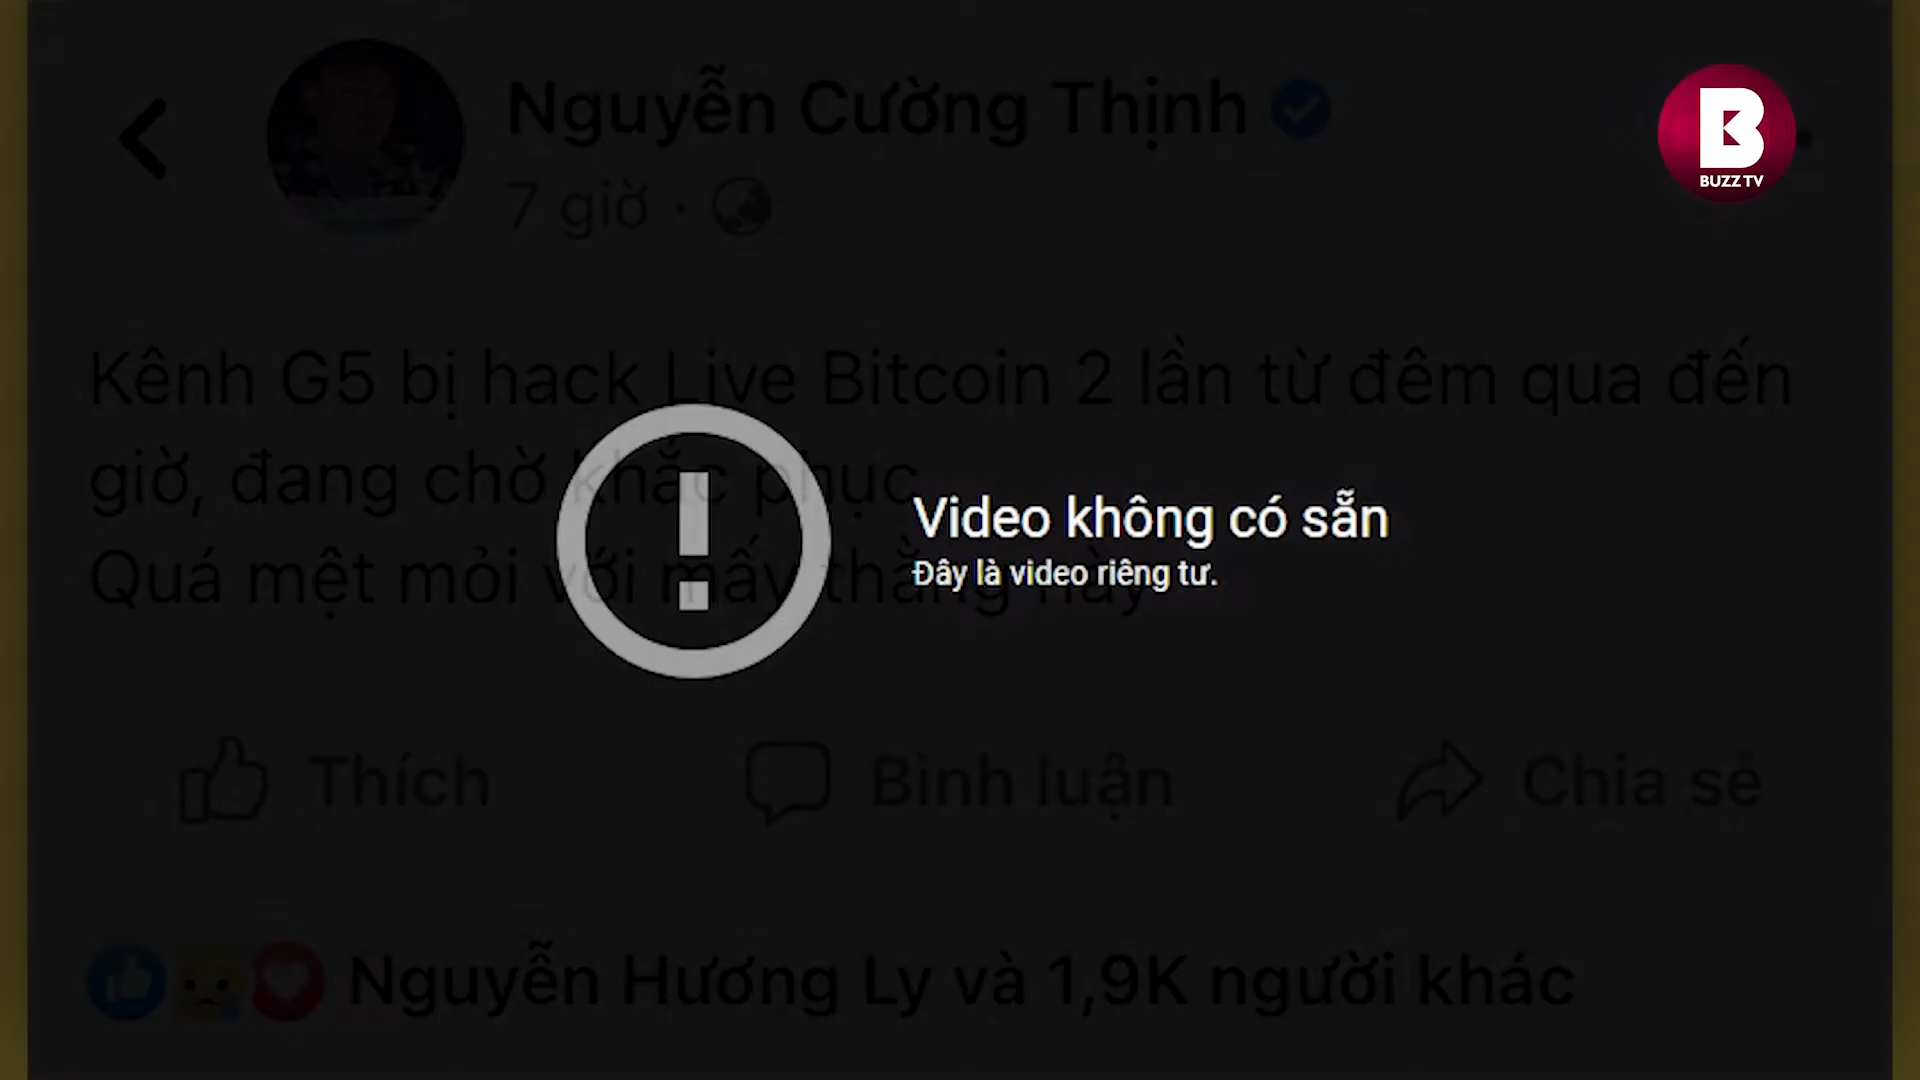 Nguyễn Cường Thịnh
7 giờ ·
BUZZ TV
Kênh G5 bị hack Live Bitcoin 2 lần từ đêm qua đến
giờ, đang chờ khắc phục
Quá mệt mỏi với mấy thằng này
Video không có sẵn
Đây là video riêng tư.
Thích
Bình luận
Chia sẻ
Nguyễn Hương Ly và 1,9K người khác